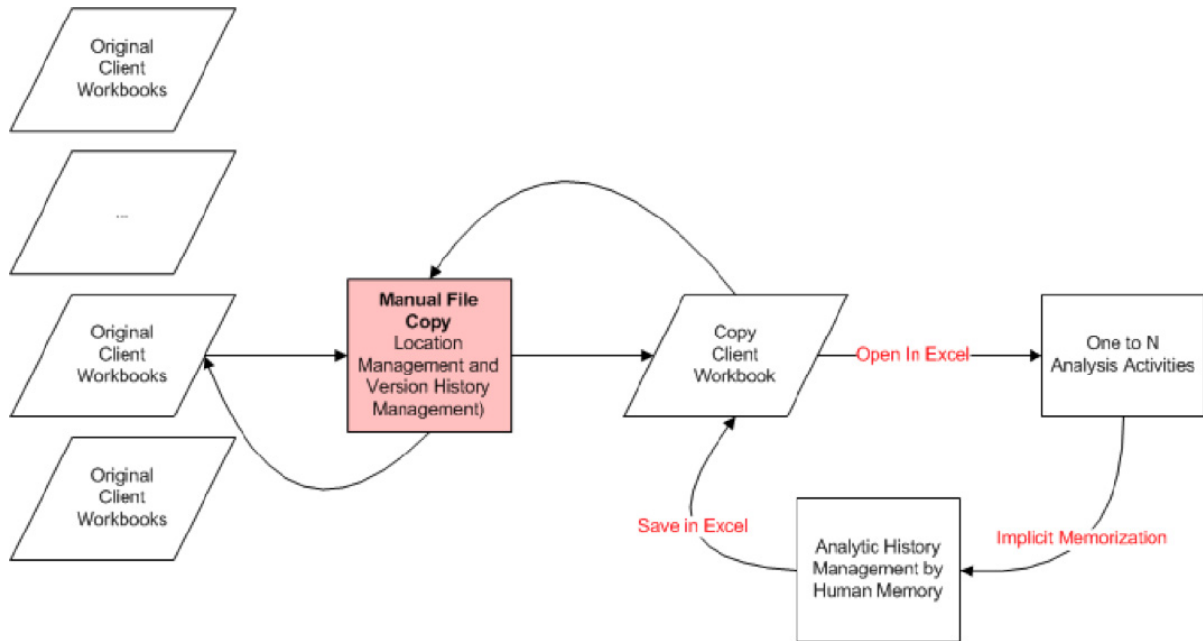 Original
Client
Workbooks
...
Original
Client
Workbooks
Original
Client
Workbooks
Manual File
Copy
Location
Management and
Version History
Management)
Copy
Client
Workbook
Open In Excel
One to N
Analysis Activities
Save in Excel
Analytic History
Management by
Human Memory
Implicit Memorization